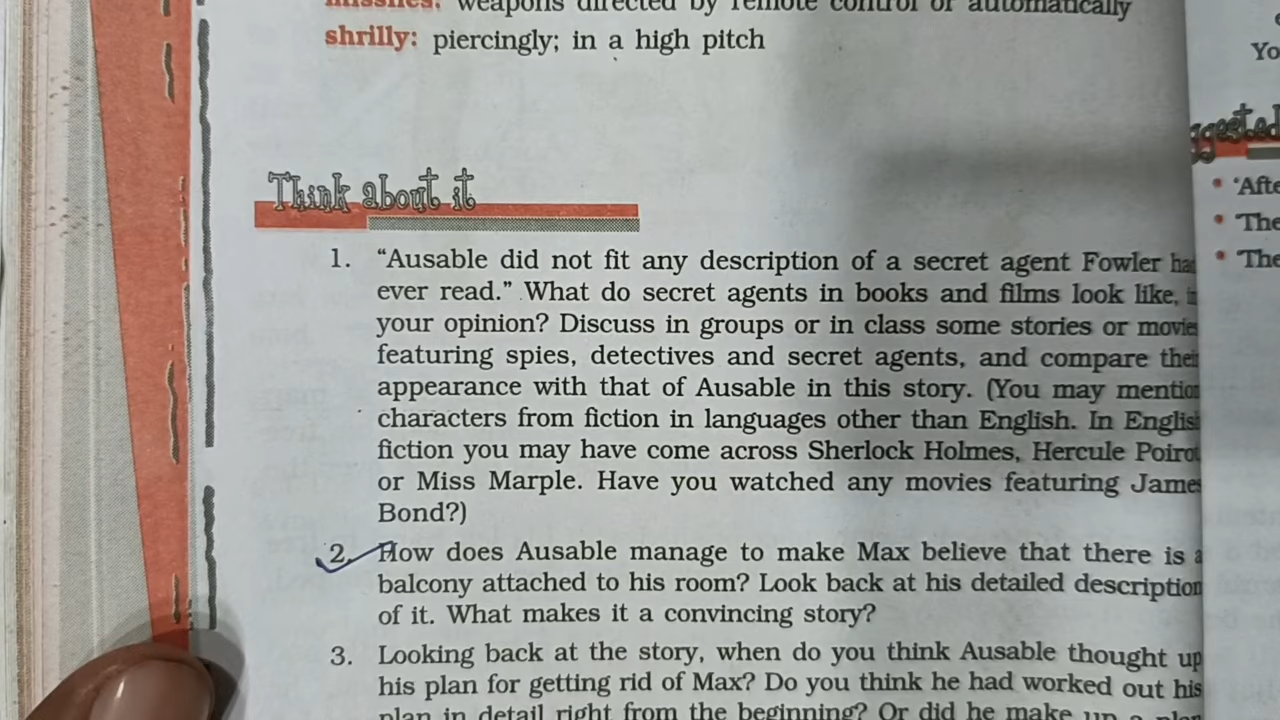 missiles: weapons directed by remote control or automatically
shrilly: piercingly; in a high pitch
Think about it
1. “Ausable did not fit any description of a secret agent Fowler ha
ever read.” What do secret agents in books and films look like,
your opinion? Discuss in groups or in class some stories or movie
featuring spies, detectives and secret agents, and compare thei
appearance with that of Ausable in this story. (You may mention
characters from fiction in languages other than English. In Englis
fiction you may have come across Sherlock Holmes, Hercule Poiro
or Miss Marple. Have you watched any movies featuring Jame
Bond?)
2. How does Ausable manage to make Max believe that there is a
balcony attached to his room? Look back at his detailed description
of it. What makes it a convincing story?
3. Looking back at the story, when do you think Ausable thought up
his plan for getting rid of Max? Do you think he had worked out his
plan in detail right from the beginning? Or did he make up a plan
Yo
ggested
• ‘Afte
• ‘The
• ‘The